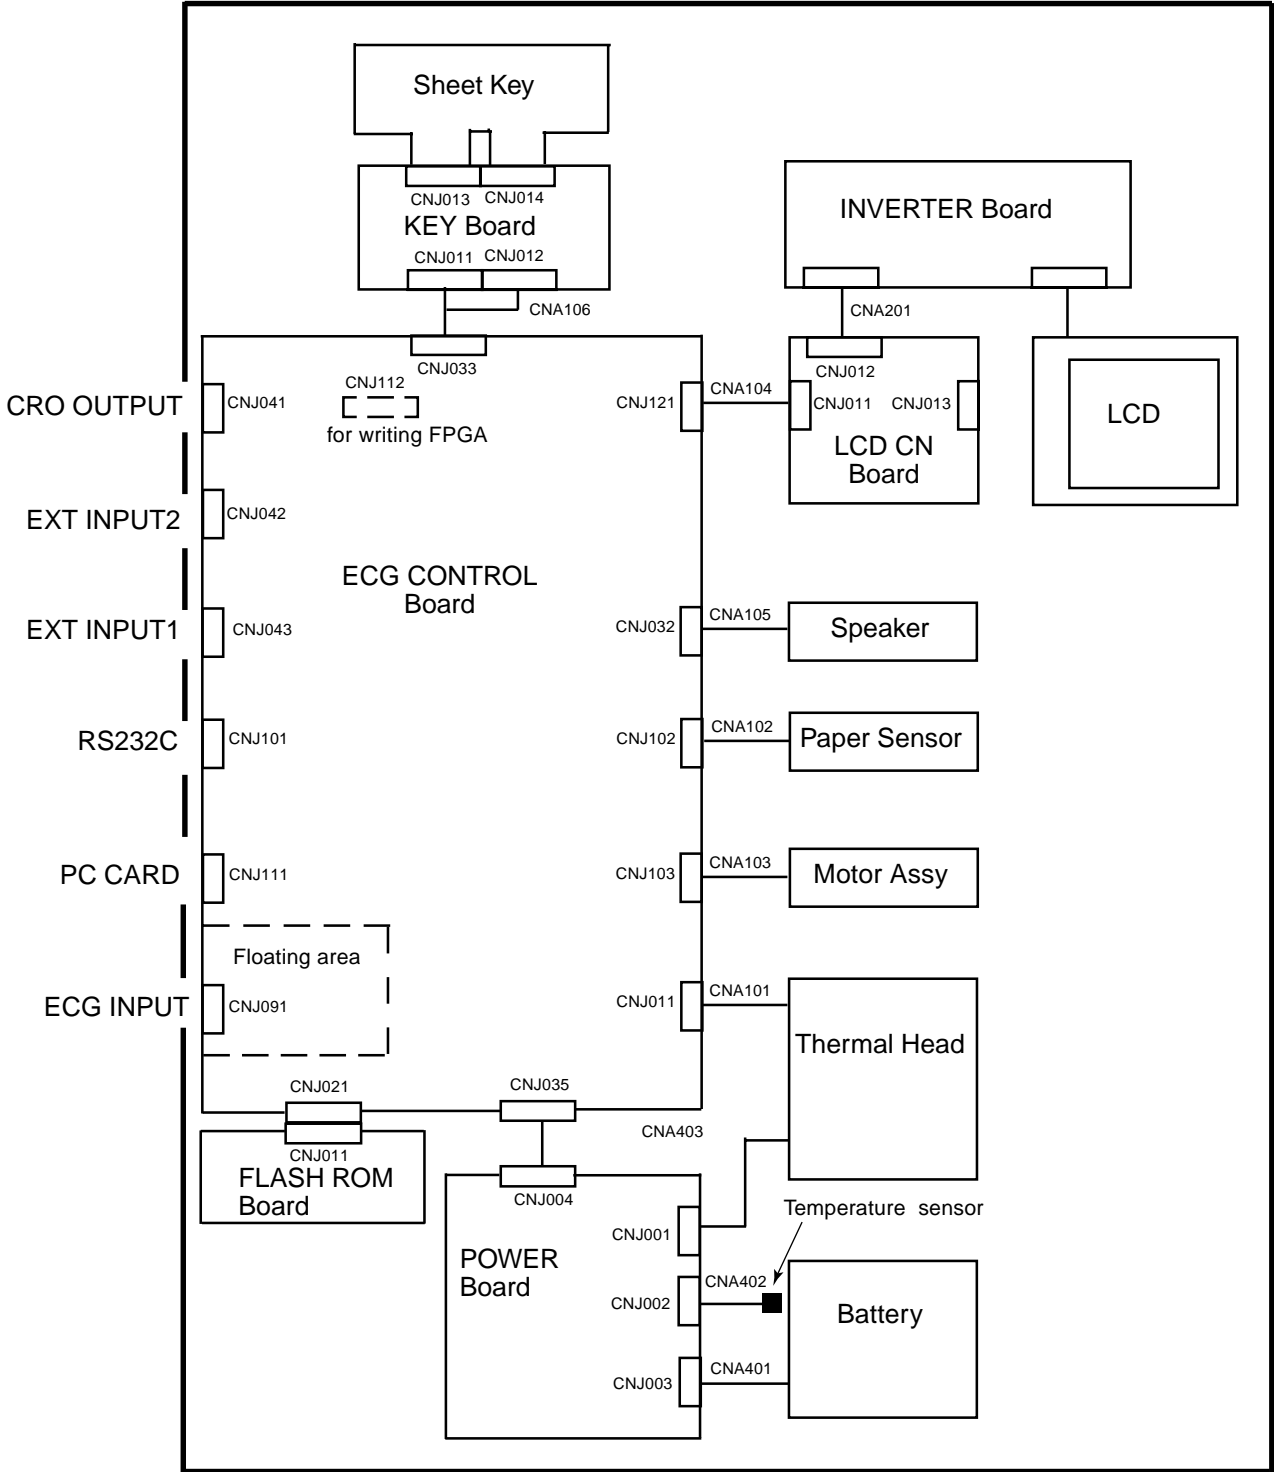 Sheet Key
CNJ013
CNJ014
KEY Board
CNJ011
CNJ012
CNA106
INVERTER Board
CNA201
CNJ033
CNJ012
CRO OUTPUT
CNJ041
CNJ112
for writing FPGA
CNJ121
CNA104
CNJ011
CNJ013
LCD CN
Board
LCD
EXT INPUT2
CNJ042
ECG CONTROL
Board
EXT INPUT1
CNJ043
CNJ032
CNA105
Speaker
RS232C
CNJ101
CNJ102
CNA102
Paper Sensor
PC CARD
CNJ111
CNJ103
CNA103
Motor Assy
Floating area
ECG INPUT
CNJ091
CNJ011
CNA101
Thermal Head
CNJ021
CNJ035
CNA403
CNJ011
FLASH ROM
Board
CNJ004
CNJ001
Temperature sensor
POWER
Board
CNJ002
CNA402
Battery
CNJ003
CNA401